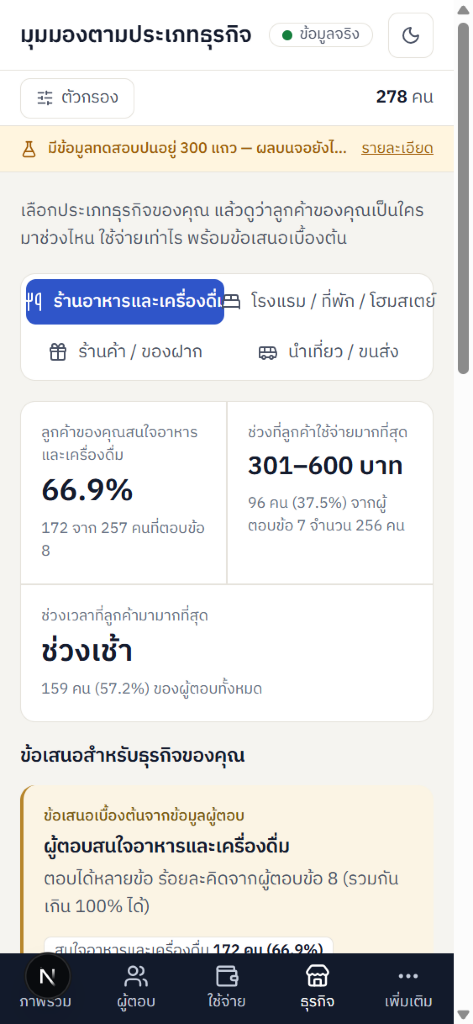 มุมมองตามประเภทธุรกิจ
ข้อมูลจริง
ตัวกรอง
278 คน
มีข้อมูลทดสอบปนอยู่ 300 แถว — ผลบนจอยังไ...
รายละเอียด
เลือกประเภทธุรกิจของคุณ แล้วดูว่าลูกค้าของคุณเป็นใคร
มาช่วงไหน ใช้จ่ายเท่าไร พร้อมข้อเสนอเบื้องต้น
ร้านอาหารและเครื่องดื่ม
โรงแรม / ที่พัก / โฮมสเตย์
ร้านค้า / ของฝาก
นำเที่ยว / ขนส่ง
ลูกค้าของคุณสนใจอาหาร
และเครื่องดื่ม
66.9%
172 จาก 257 คนที่ตอบข้อ
8
ช่วงที่ลูกค้าใช้จ่ายมากที่สุด
301–600 บาท
96 คน (37.5%) จากผู้
ตอบข้อ 7 จำนวน 256 คน
ช่วงเวลาที่ลูกค้ามามากที่สุด
ช่วงเช้า
159 คน (57.2%) ของผู้ตอบทั้งหมด
ข้อเสนอสำหรับธุรกิจของคุณ
ข้อเสนอเบื้องต้นจากข้อมูลผู้ตอบ
ผู้ตอบสนใจอาหารและเครื่องดื่ม
ตอบได้หลายข้อ ร้อยละคิดจากผู้ตอบข้อ 8 (รวมกัน
เกิน 100% ได้)
สนใจอาหารและเครื่องดื่ม 172 คน (66.9%)
N
ภาพรวม
ผู้ตอบ
ใช้จ่าย
ธุรกิจ
เพิ่มเติม